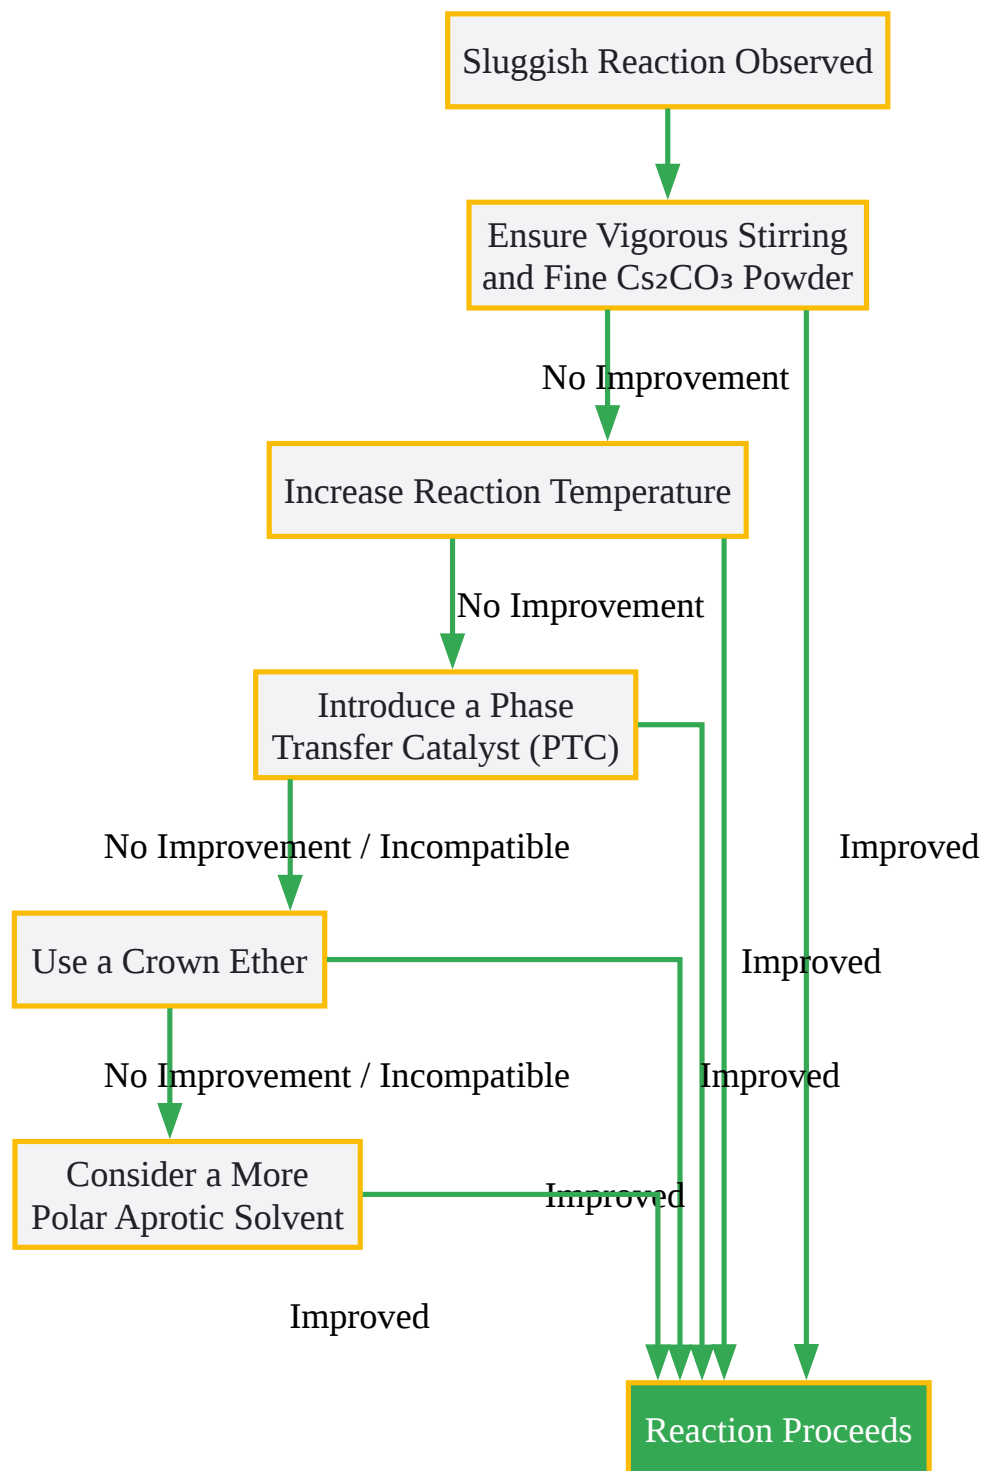 Sluggish Reaction Observed
Ensure Vigorous Stirring
and Fine Cs₂CO₃ Powder
No Improvement
Increase Reaction Temperature
No Improvement
Introduce a Phase
Transfer Catalyst (PTC)
No Improvement / Incompatible
Improved
Use a Crown Ether
Improved
No Improvement / Incompatible
Improved
Consider a More
Polar Aprotic Solvent
Improved
Improved
Reaction Proceeds